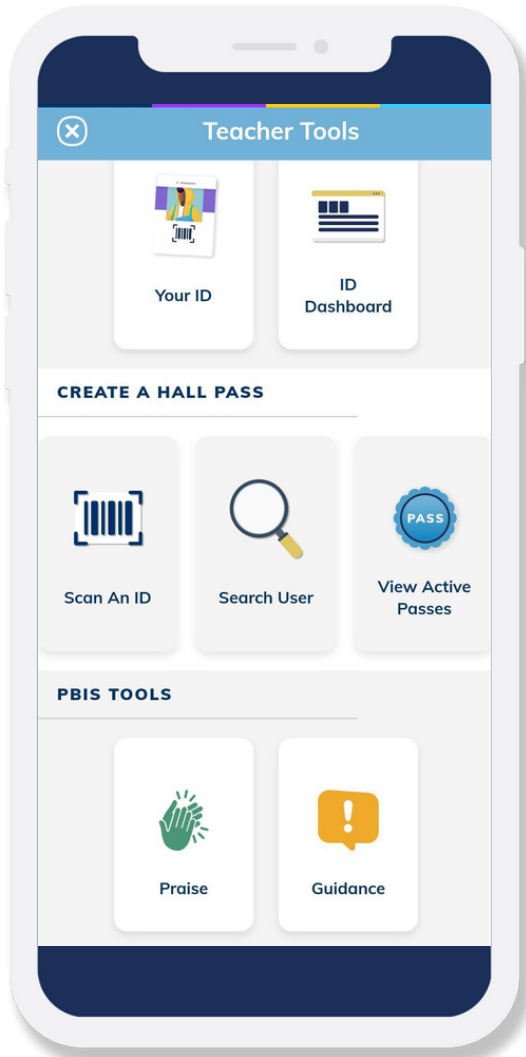 Teacher Tools
Your ID
ID
Dashboard
CREATE A HALL PASS
Scan An ID
Search User
PASS
View Active
Passes
PBIS TOOLS
Praise
Guidance